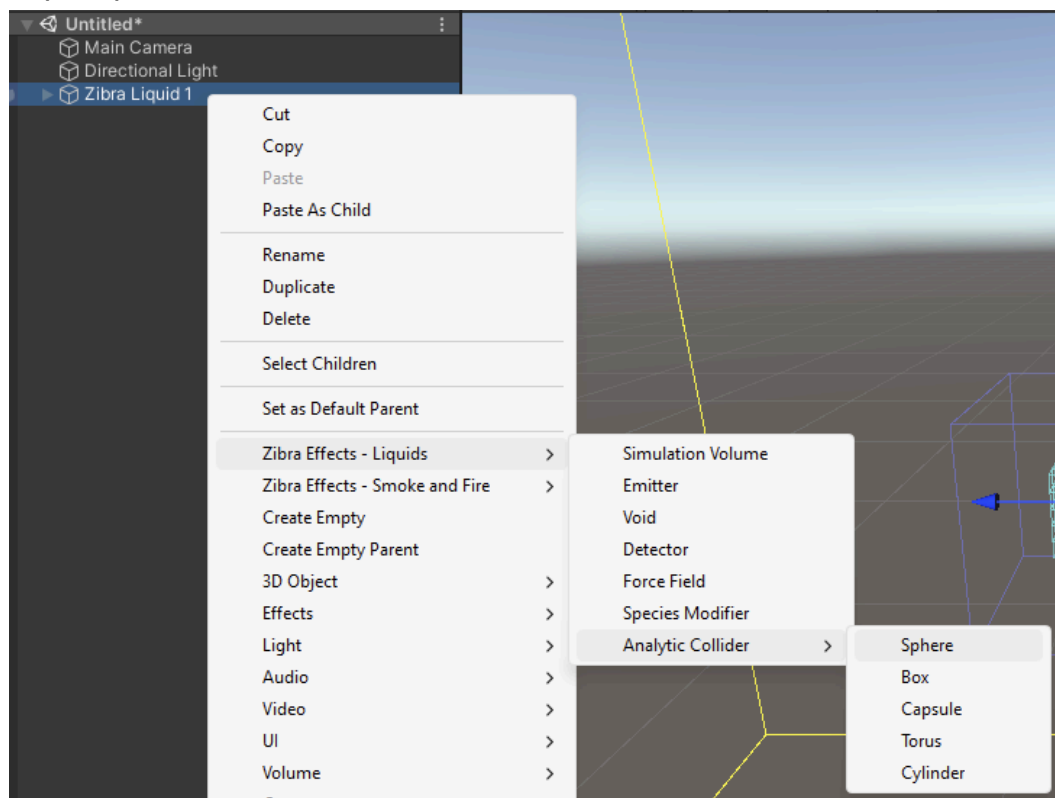 Untitled*
Main Camera
Directional Light
Zibra Liquid 1
Cut
Copy
Paste
Paste As Child
Rename
Duplicate
Delete
Select Children
Set as Default Parent
Zibra Effects - Liquids
Zibra Effects - Smoke and Fire
Create Empty
Create Empty Parent
3D Object
Effects
Light
Audio
Video
UI
Volume
Simulation Volume
Emitter
Void
Detector
Force Field
Species Modifier
Analytic Collider
Sphere
Box
Capsule
Torus
Cylinder